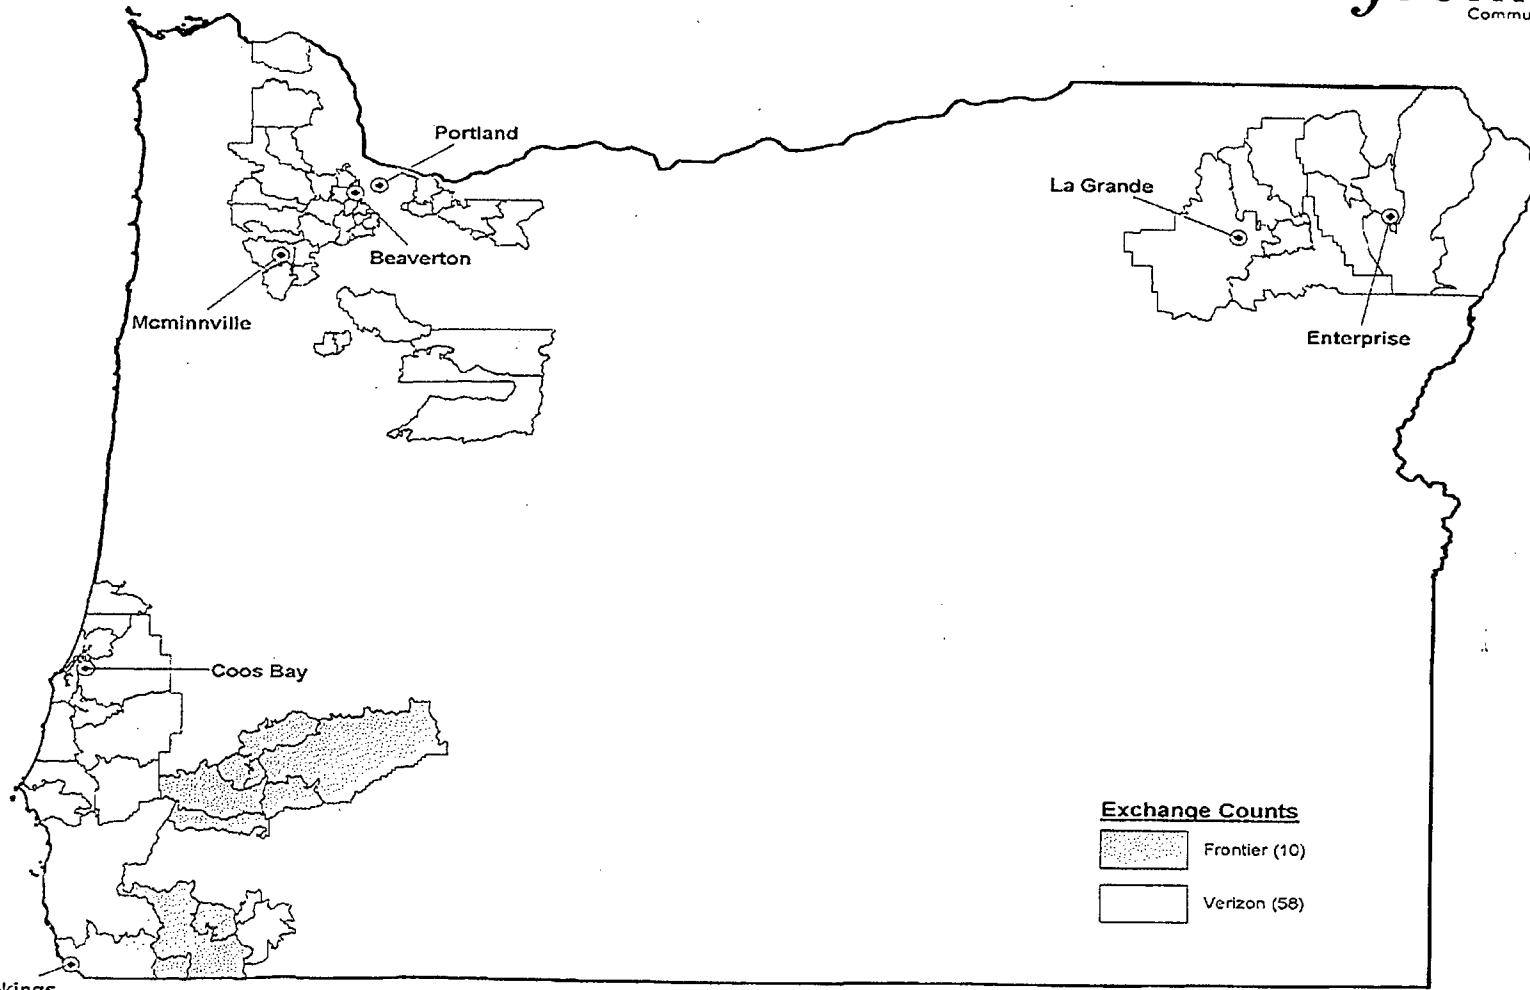 Portland
La Grande
Beaverton
Mcminnville
Enterprise
Coos Bay
Exchange Counts
Frontier (10)
Verizon (58)